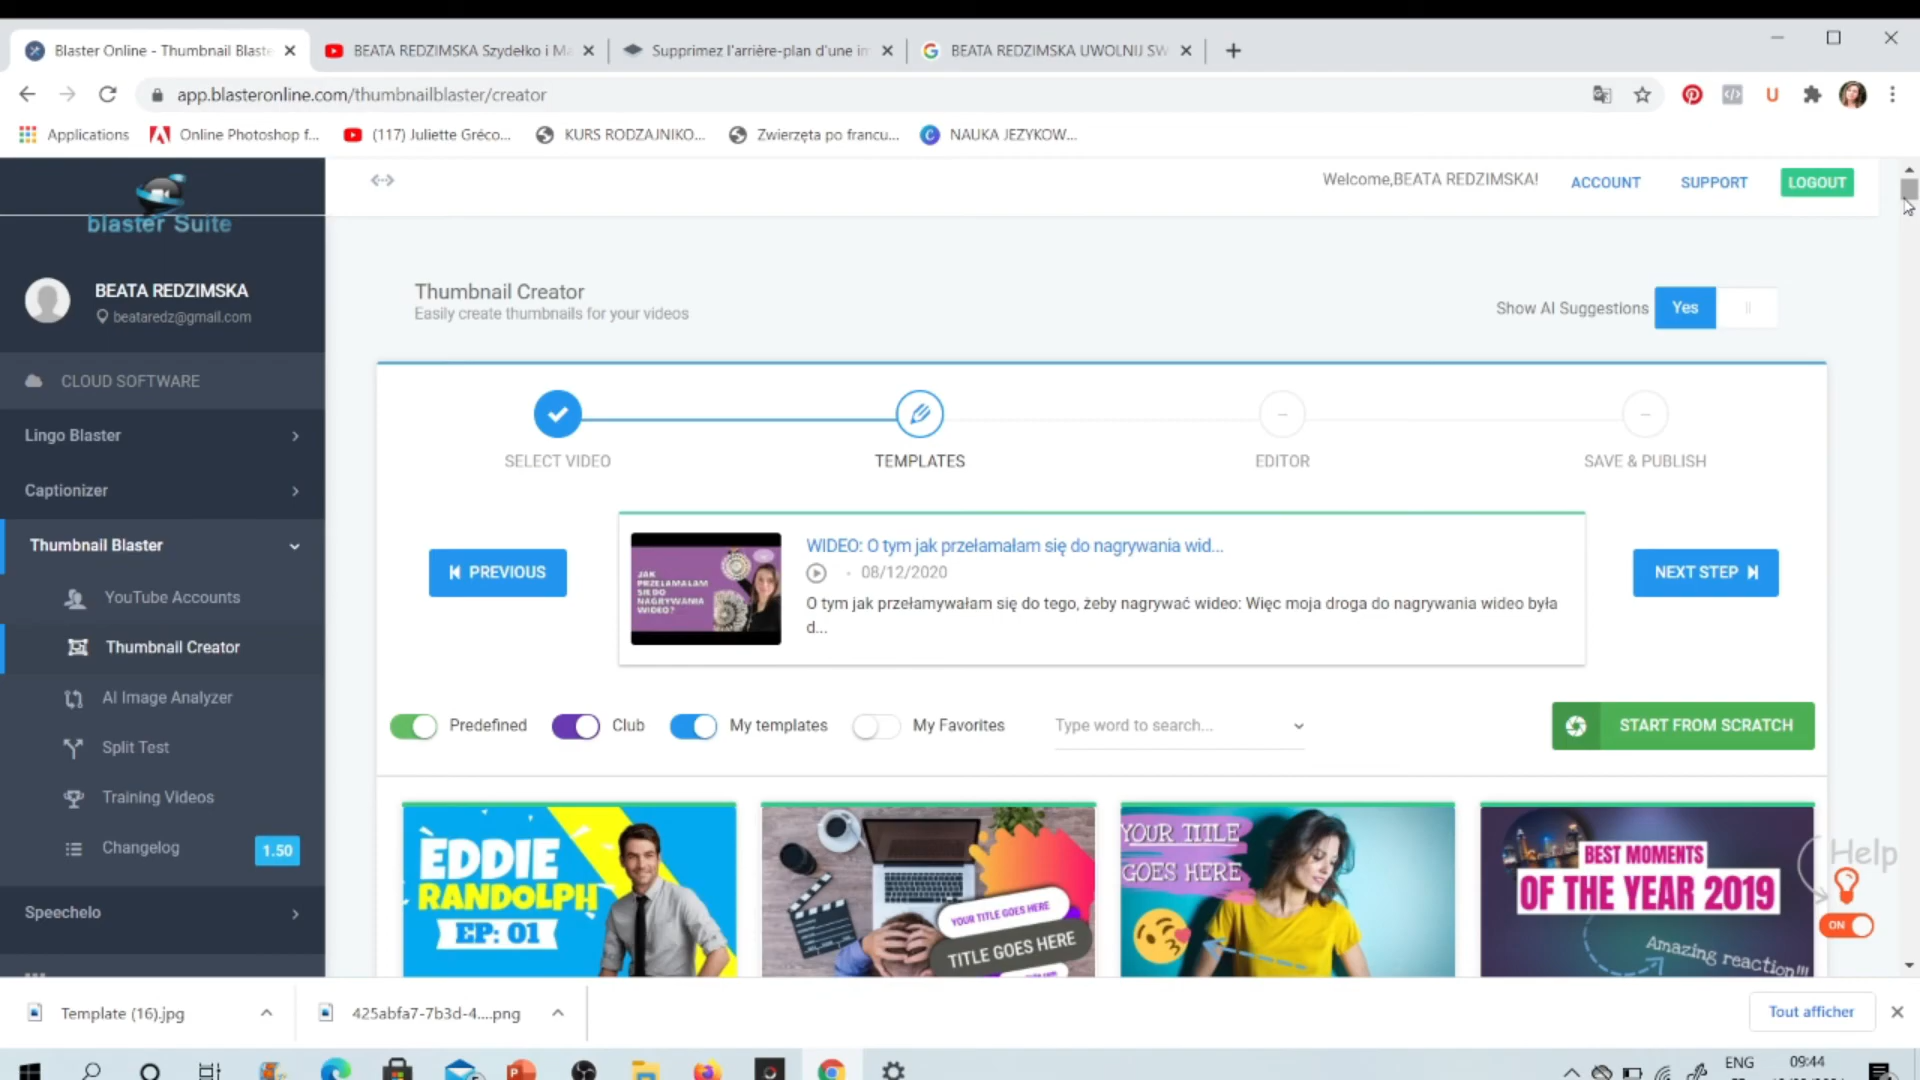 Blaster Online - Thumbnail Blaste
BEATA REDZIMSKA Szydełko i Ma
Supprimez l'arrière-plan d'une im
BEATA REDZIMSKA UWOLNIJ SW
app.blasteronline.com/thumbnailblaster/creator
Applications
Online Photoshop f...
(117) Juliette Gréco...
KURS RODZAJNIKO...
Zwierzęta po francu...
NAUKA JEZYKOW...
blaster Suite
Welcome,BEATA REDZIMSKA!
ACCOUNT
SUPPORT
LOGOUT
BEATA REDZIMSKA
beataredz@gmail.com
Thumbnail Creator
Easily create thumbnails for your videos
Show AI Suggestions
Yes
CLOUD SOFTWARE
Lingo Blaster
Captionizer
Thumbnail Blaster
YouTube Accounts
Thumbnail Creator
AI Image Analyzer
Split Test
Training Videos
Changelog
1.50
Speechelo
SELECT VIDEO
TEMPLATES
EDITOR
SAVE & PUBLISH
PREVIOUS
JAK
PRZEŁAMAŁAM
SIĘ DO
NAGRYWANIA
WIDEO?
WIDEO: O tym jak przełamałam się do nagrywania wid...
08/12/2020
O tym jak przełamywałam się do tego, żeby nagrywać wideo: Więc moja droga do nagrywania wideo była
d...
NEXT STEP
Predefined
Club
My templates
My Favorites
Type word to search...
START FROM SCRATCH
EDDIE
RANDOLPH
EP: 01
YOUR TITLE GOES HERE
TITLE GOES HERE
YOUR TITLE
GOES HERE
BEST MOMENTS
OF THE YEAR 2019
Amazing reaction!!!
Help
ON
Template (16).jpg
425abfa7-7b3d-4....png
Tout afficher
ENG
09:44